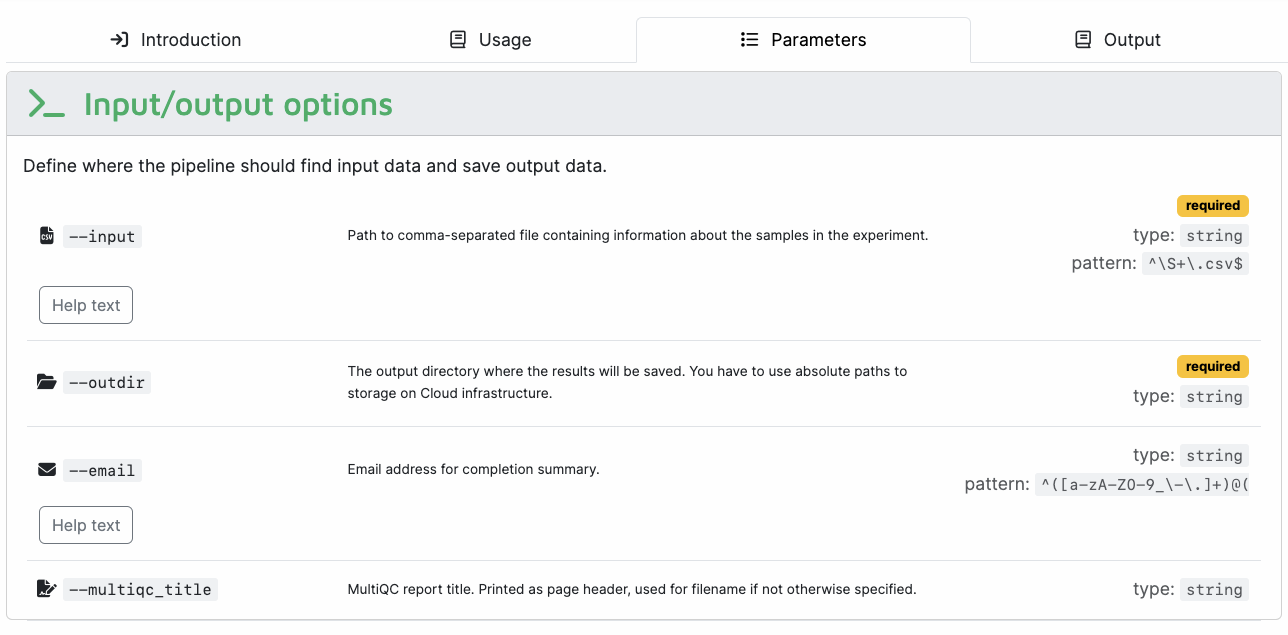 Introduction
Usage
Parameters
Output
>_ Input/output options
Define where the pipeline should find input data and save output data.
required
CSV
--input
Path to comma-separated file containing information about the samples in the experiment.
type: string
pattern: ^\S+\.csv$
Help text
required
--outdir
The output directory where the results will be saved. You have to use absolute paths to
storage on Cloud infrastructure.
type: string
--email
Email address for completion summary.
type: string
pattern: ^([a-zA-Z0-9_\-\.]+)@(
Help text
--multiqc_title
MultiQC report title. Printed as page header, used for filename if not otherwise specified.
type: string